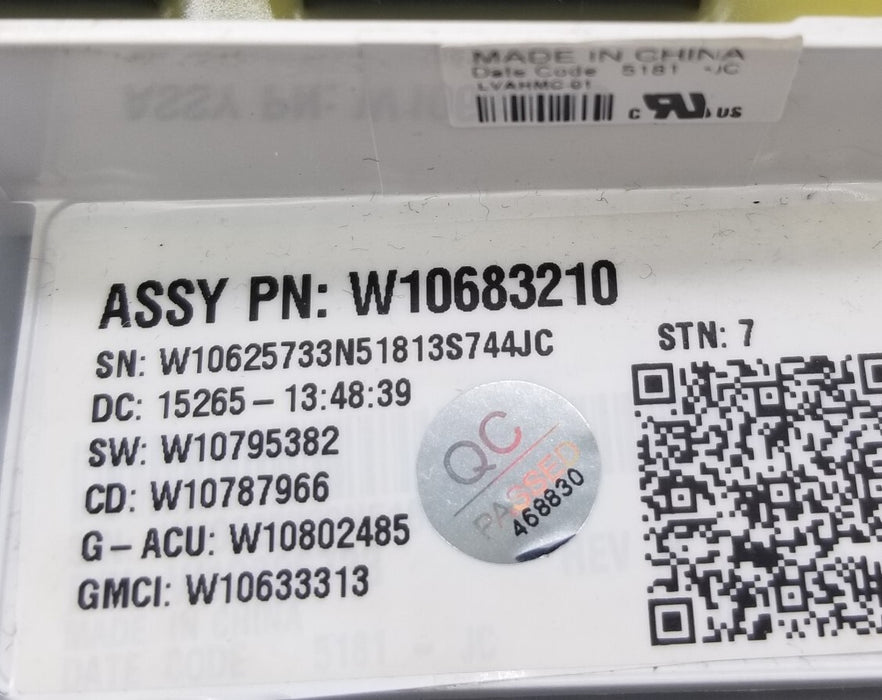 MADE IN CHINA
Date Code 5181 -JC
LVAHMC-01
c RU US
ASSY PN: W10683210
SN: W10625733N51813S744JC
STN: 7
DC: 15265 – 13:48:39
SW: W10795382
CD: W10787966
G – ACU: W10802485
GMCI: W10633313
QC
PASSED
468830
REV
MADE IN CHINA
DATE CODE 5181 - JC